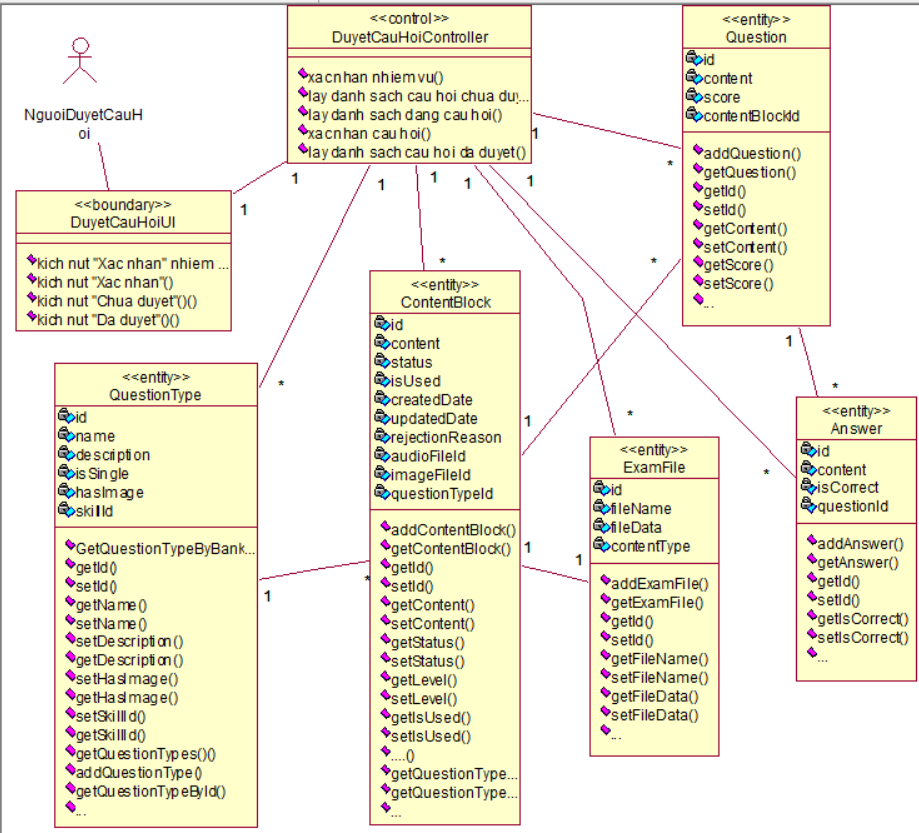 NguoiDuyetCauH
oi
<<control>>
DuyetCauHoiController
xac nhan nhiem vu()
lay danh sach cau hoi chua du...
lay danh sach dang cau hoi()
xac nhan cau hoi()
lay danh sach cau hoi da duyet()
<<entity>>
Question
id
content
score
contentBlockId
addQuestion()
getQuestion()
getId()
setId()
getContent()
setContent()
getScore()
setScore()
...
1
*
1
1
1
1
1
1
<<boundary>>
DuyetCauHoiUI
kich nut "Xac nhan" nhiem ...
kich nut "Xac nhan"()
kich nut "Chua duyet"()()
kich nut "Da duyet"()()
*
*
<<entity>>
ContentBlock
id
content
status
isUsed
createdDate
updatedDate
rejectionReason
audioFileId
imageFileId
questionTypeId
addContentBlock()
getContentBlock()
getId()
setId()
getContent()
setContent()
getStatus()
setStatus()
getLevel()
setLevel()
getIsUsed()
setIsUsed()
....()
getQuestionType...
getQuestionType...
...
*
<<entity>>
QuestionType
id
name
description
isSingle
hasImage
skillId
GetQuestionTypeByBank...
getId()
setId()
getName()
setName()
setDescription()
getDescription()
setHasImage()
getHasImage()
setSkillId()
getSkillId()
getQuestionTypes()()
addQuestionType()
getQuestionTypeById()
...
1
*
1
1
1
*
<<entity>>
ExamFile
id
fileName
fileData
contentType
addExamFile()
getExamFile()
getId()
setId()
getFileName()
setFileName()
getFileData()
setFileData()
...
1
*
*
<<entity>>
Answer
id
content
isCorrect
questionId
addAnswer()
getAnswer()
getId()
setId()
getIsCorrect()
setIsCorrect()
...